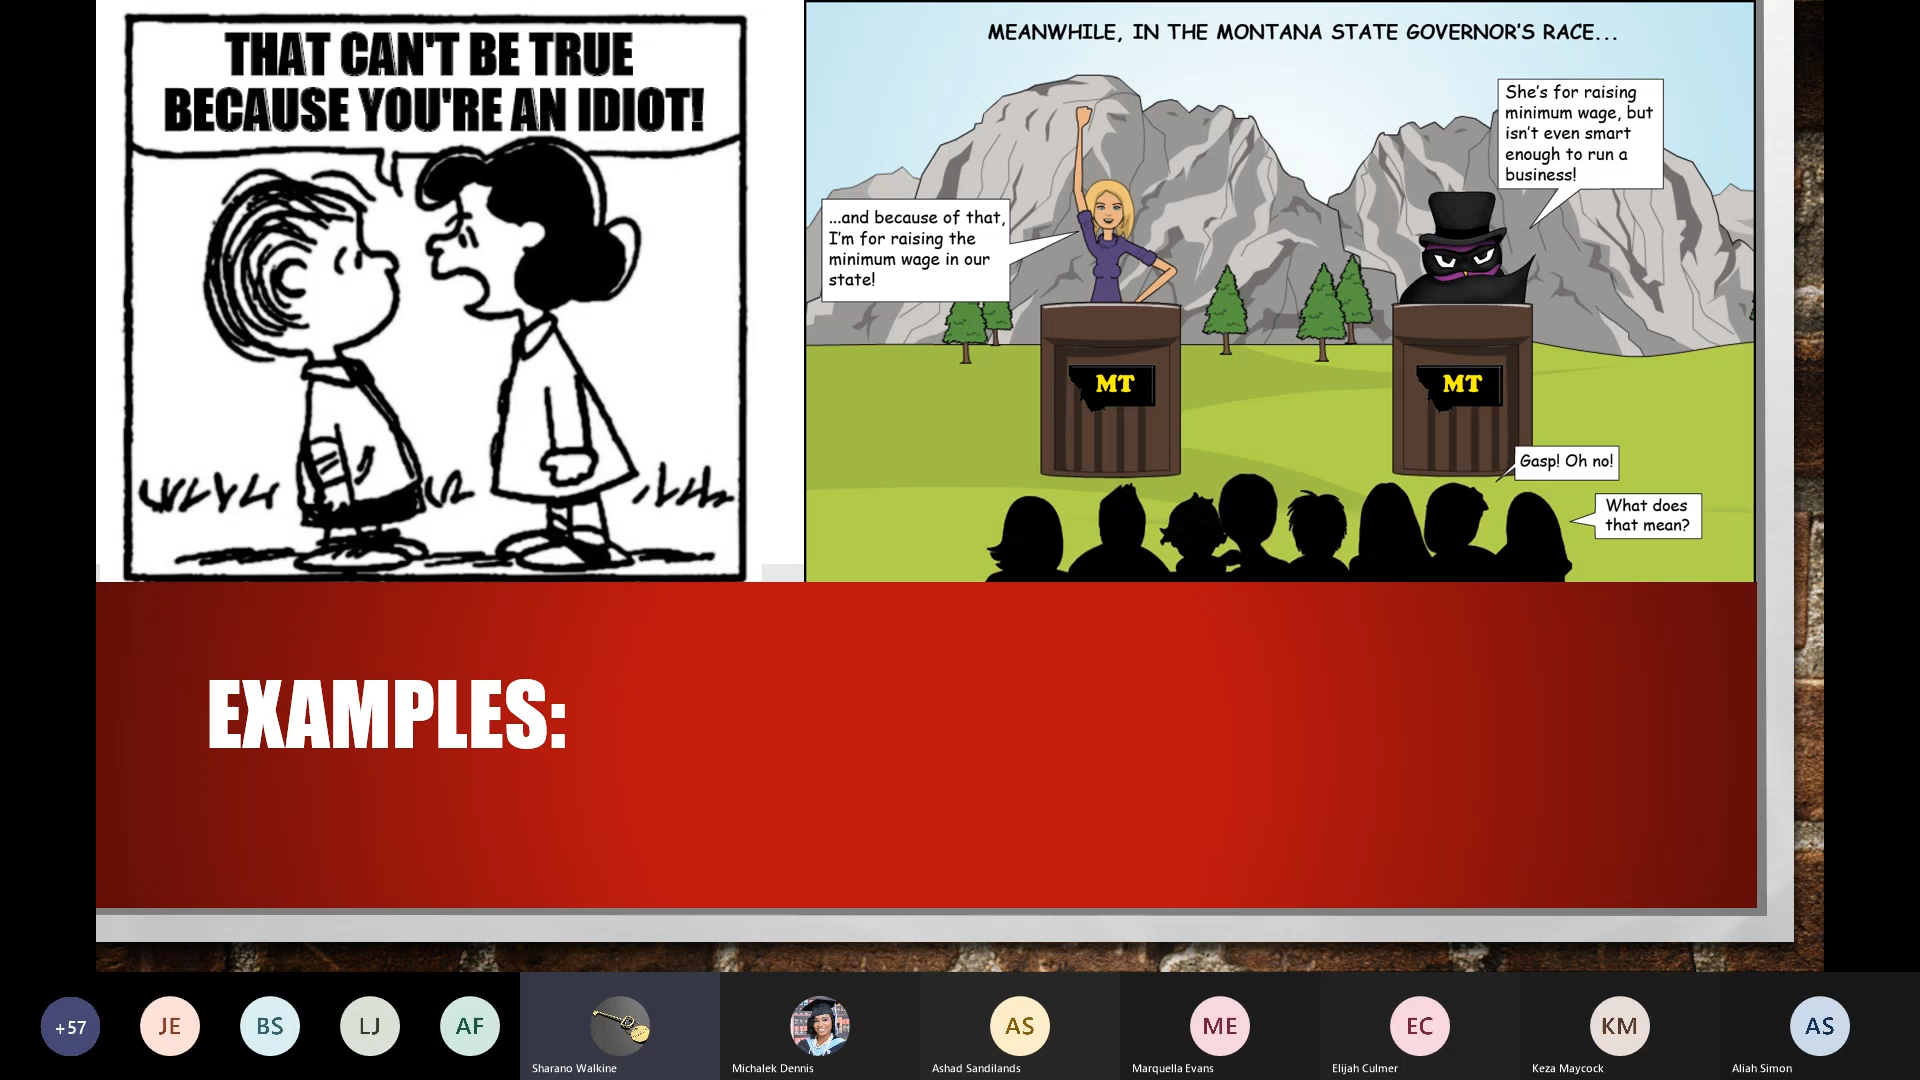 THAT CAN'T BE TRUE
BECAUSE YOU'RE AN IDIOT!
MEANWHILE, IN THE MONTANA STATE GOVERNOR'S RACE...
...and because of that,
I'm for raising the
minimum wage in our
state!
She's for raising
minimum wage, but
isn't even smart
enough to run a
business!
MT
MT
Gasp! Oh no!
What does
that mean?
EXAMPLES:
+57
JE
BS
LJ
AF
Sharano Walkine
Michalek Dennis
AS
Ashad Sandilands
ME
Marquella Evans
EC
Elijah Culmer
KM
Keza Maycock
AS
Aliah Simon